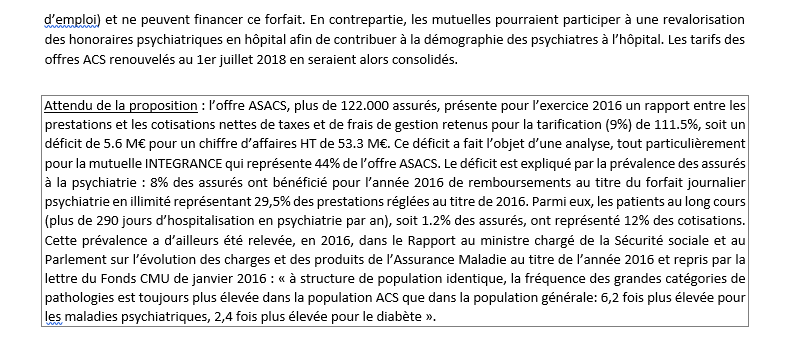 d’emploi) et ne peuvent financer ce forfait. En contrepartie, les mutuelles pourraient participer à une revalorisation
des honoraires psychiatriques en hôpital afin de contribuer à la démographie des psychiatres à l’hôpital. Les tarifs des
offres ACS renouvelés au 1er juillet 2018 en seraient alors consolidés.
Attendu de la proposition : l’offre ASACS, plus de 122.000 assurés, présente pour l’exercice 2016 un rapport entre les
prestations et les cotisations nettes de taxes et de frais de gestion retenus pour la tarification (9%) de 111.5%, soit un
déficit de 5.6 M€ pour un chiffre d’affaires HT de 53.3 M€. Ce déficit a fait l’objet d’une analyse, tout particulièrement
pour la mutuelle INTEGRANCE qui représente 44% de l’offre ASACS. Le déficit est expliqué par la prévalence des assurés
à la psychiatrie : 8% des assurés ont bénéficié pour l’année 2016 de remboursements au titre du forfait journalier
psychiatrie en illimité représentant 29,5% des prestations réglées au titre de 2016. Parmi eux, les patients au long cours
(plus de 290 jours d’hospitalisation en psychiatrie par an), soit 1.2% des assurés, ont représenté 12% des cotisations.
Cette prévalence a d’ailleurs été relevée, en 2016, dans le Rapport au ministre chargé de la Sécurité sociale et au
Parlement sur l’évolution des charges et des produits de l’Assurance Maladie au titre de l’année 2016 et repris par la
lettre du Fonds CMU de janvier 2016 : « à structure de population identique, la fréquence des grandes catégories de
pathologies est toujours plus élevée dans la population ACS que dans la population générale: 6,2 fois plus élevée pour
les maladies psychiatriques, 2,4 fois plus élevée pour le diabète ».